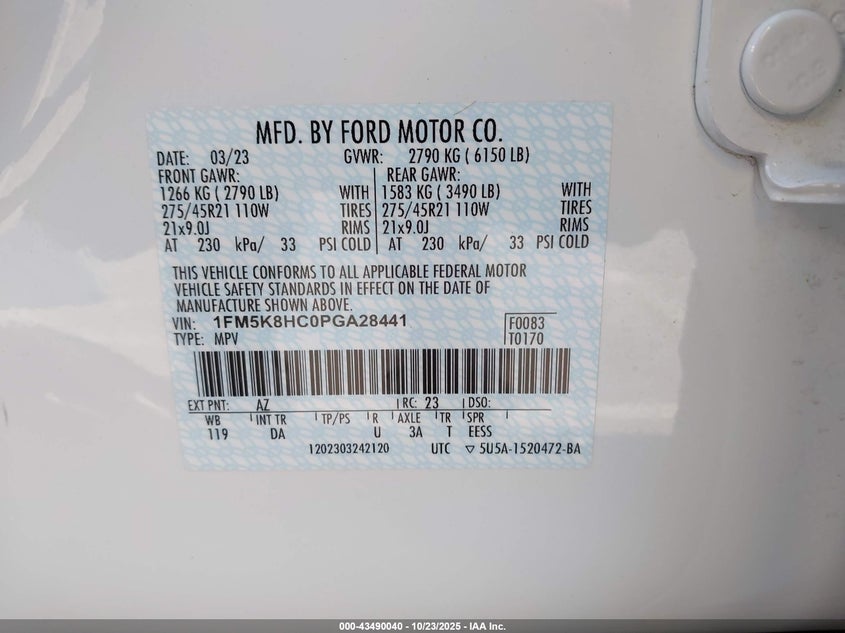 MFD. BY FORD MOTOR CO.
DATE: 03/23 GVWR: 2790 KG ( 6150 LB)
FRONT GAWR: REAR GAWR:
1266 KG ( 2790 LB) WITH 1583 KG ( 3490 LB) WITH
275/45R21 110W TIRES 275/45R21 110W TIRES
21x9.0J RIMS 21x9.0J RIMS
AT 230 kPa/ 33 PSI COLD AT 230 kPa/ 33 PSI COLD
THIS VEHICLE CONFORMS TO ALL APPLICABLE FEDERAL MOTOR
VEHICLE SAFETY STANDARDS IN EFFECT ON THE DATE OF
MANUFACTURE SHOWN ABOVE.
VIN: 1FM5K8HC0PGA28441 F0083
TYPE: MPV T0170
EXT PNT: AZ RC: 23 DSO:
WB INT TR TP/PS R AXLE TR SPR
119 DA U 3A T EESS
1202303242120 UTC ▽ 5U5A-1520472-BA
000-43490040 | 10/23/2025 | IAA Inc.